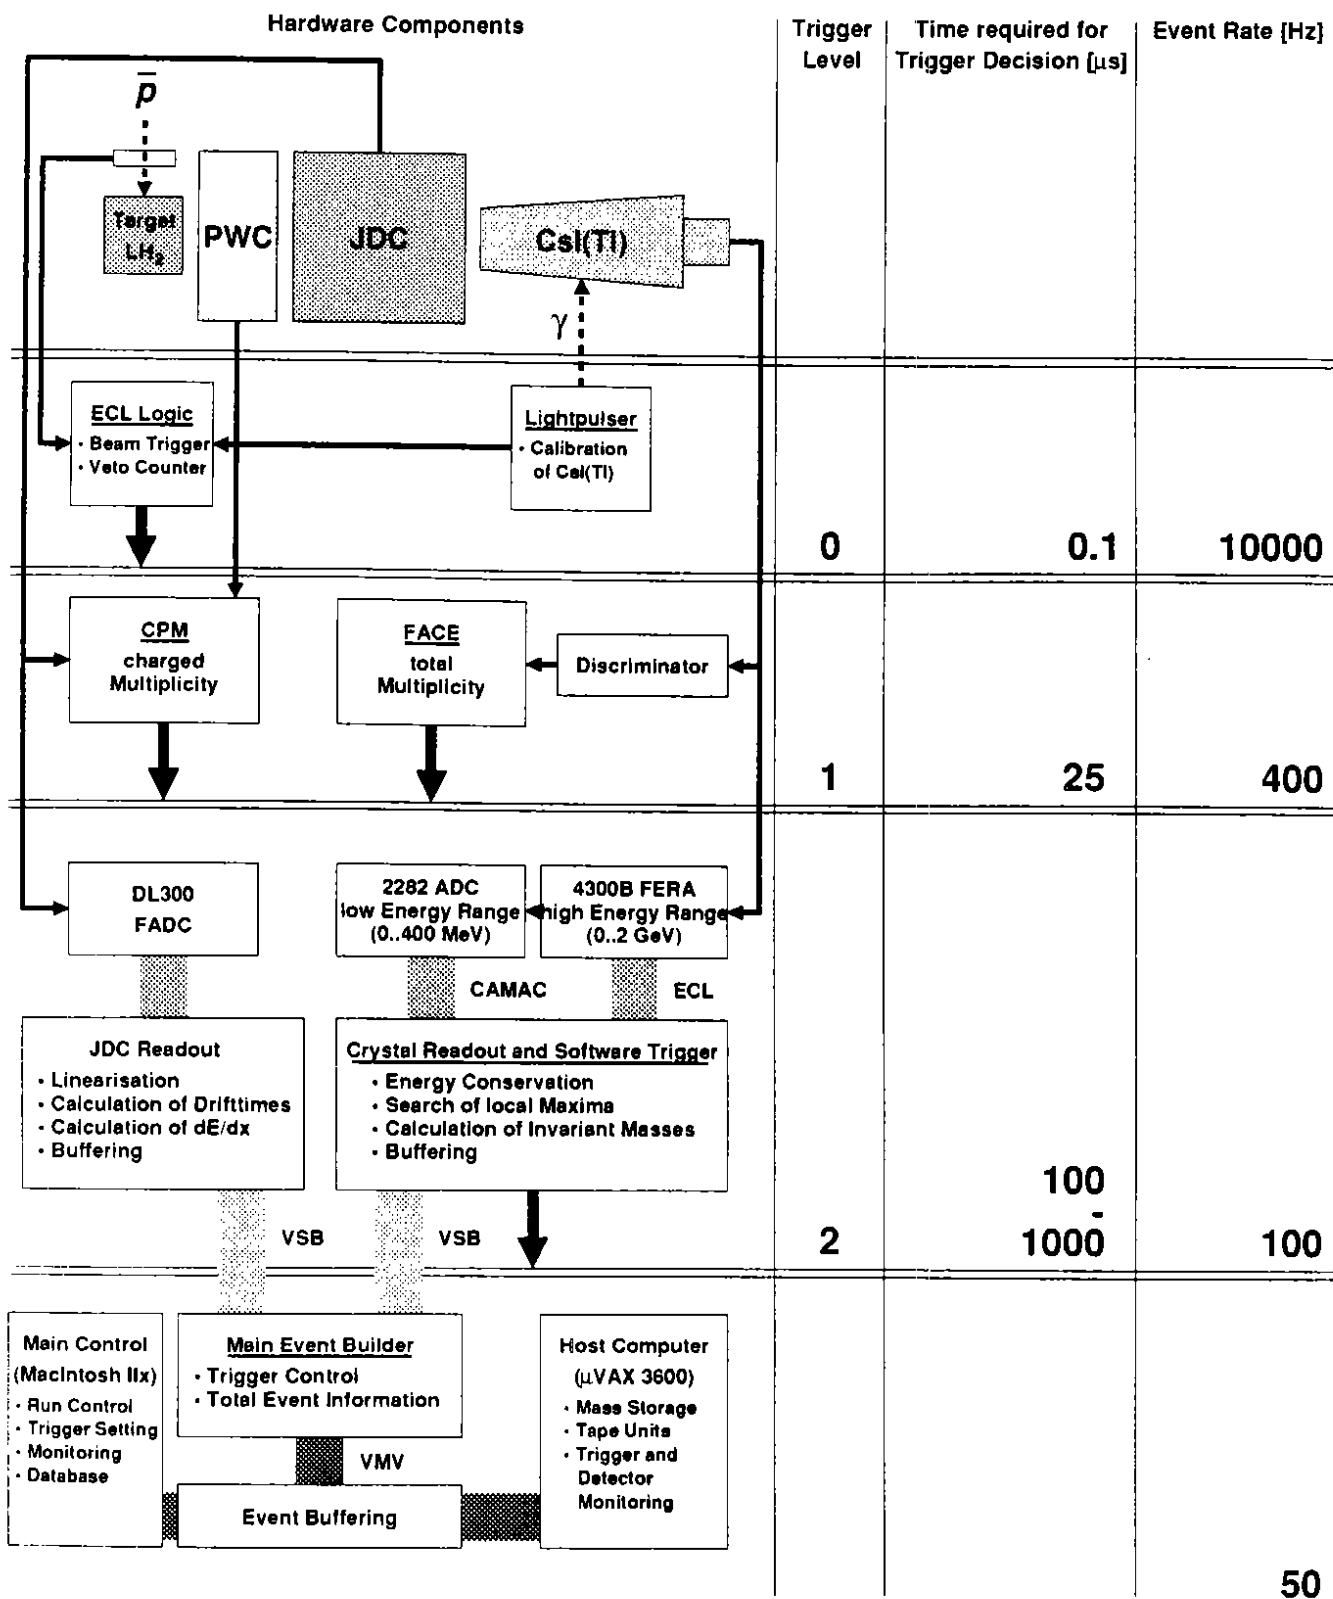 Hardware Components
Trigger
Level
Time required for
Trigger Decision [μs]
Event Rate [Hz]
p̄
Target
LH₂
PWC
JDC
CsI(Tl)
γ
ECL Logic
· Beam Trigger
· Veto Counter
Lightpulser
· Calibration
of CsI(Tl)
0
0.1
10000
CPM
charged
Multiplicity
FACE
total
Multiplicity
Discriminator
1
25
400
DL300
FADC
2282 ADC
low Energy Range
(0..400 MeV)
4300B FERA
high Energy Range
(0..2 GeV)
CAMAC
ECL
JDC Readout
· Linearisation
· Calculation of Drifttimes
· Calculation of dE/dx
· Buffering
Crystal Readout and Software Trigger
· Energy Conservation
· Search of local Maxima
· Calculation of Invariant Masses
· Buffering
VSB
VSB
2
100
-
1000
100
Main Control
(MacIntosh IIx)
· Run Control
· Trigger Setting
· Monitoring
· Database
Main Event Builder
· Trigger Control
· Total Event Information
VMV
Event Buffering
Host Computer
(μVAX 3600)
· Mass Storage
· Tape Units
· Trigger and
Detector
Monitoring
50